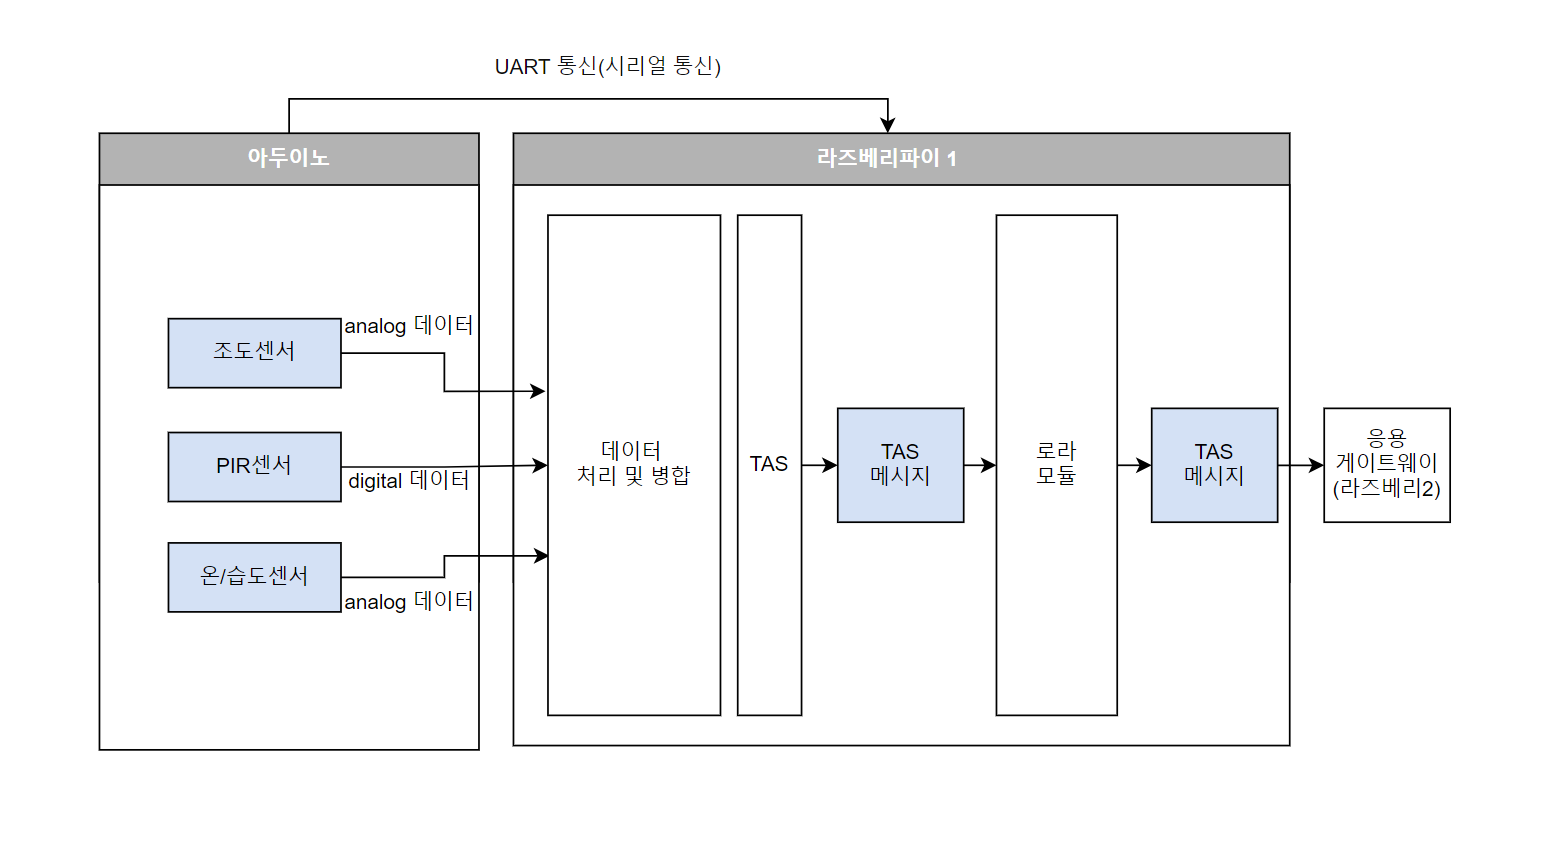 UART 통신(시리얼 통신)
아두이노
라즈베리파이 1
조도센서
analog 데이터
PIR센서
digital 데이터
온/습도센서
analog 데이터
데이터
처리 및 병합
TAS
TAS
메시지
로라
모듈
TAS
메시지
응용
게이트웨이
(라즈베리2)